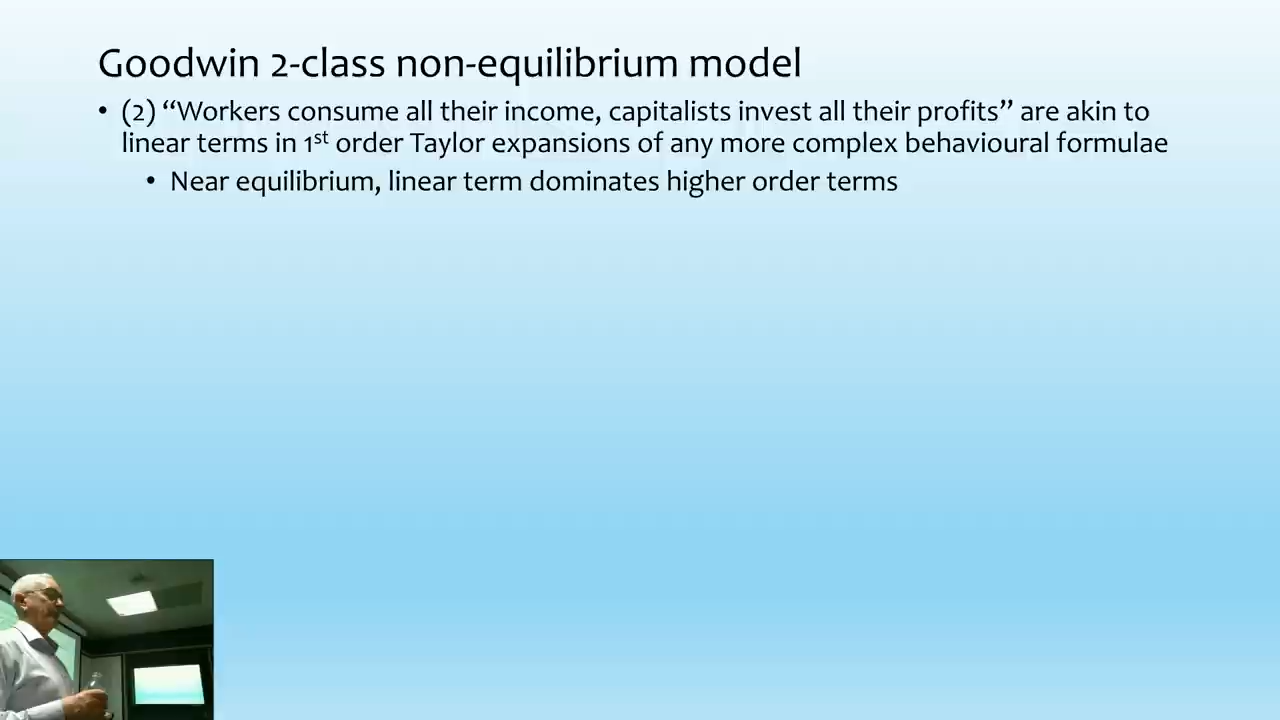 Goodwin 2-class non-equilibrium model
• (2) “Workers consume all their income, capitalists invest all their profits” are akin to
linear terms in 1st order Taylor expansions of any more complex behavioural formulae
• Near equilibrium, linear term dominates higher order terms